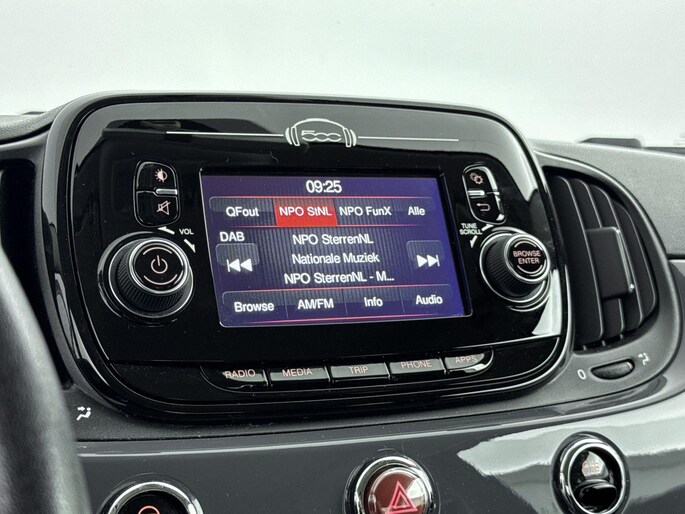 500
09:25
QFout NPO StNL NPO FunX Alle
DAB
NPO SterrenNL
Nationale Muziek
NPO SterrenNL - M...
Browse AM/FM Info Audio
VOL
TUNE
SCROLL
BROWSE
ENTER
RADIO MEDIA TRIP PHONE APPS
0